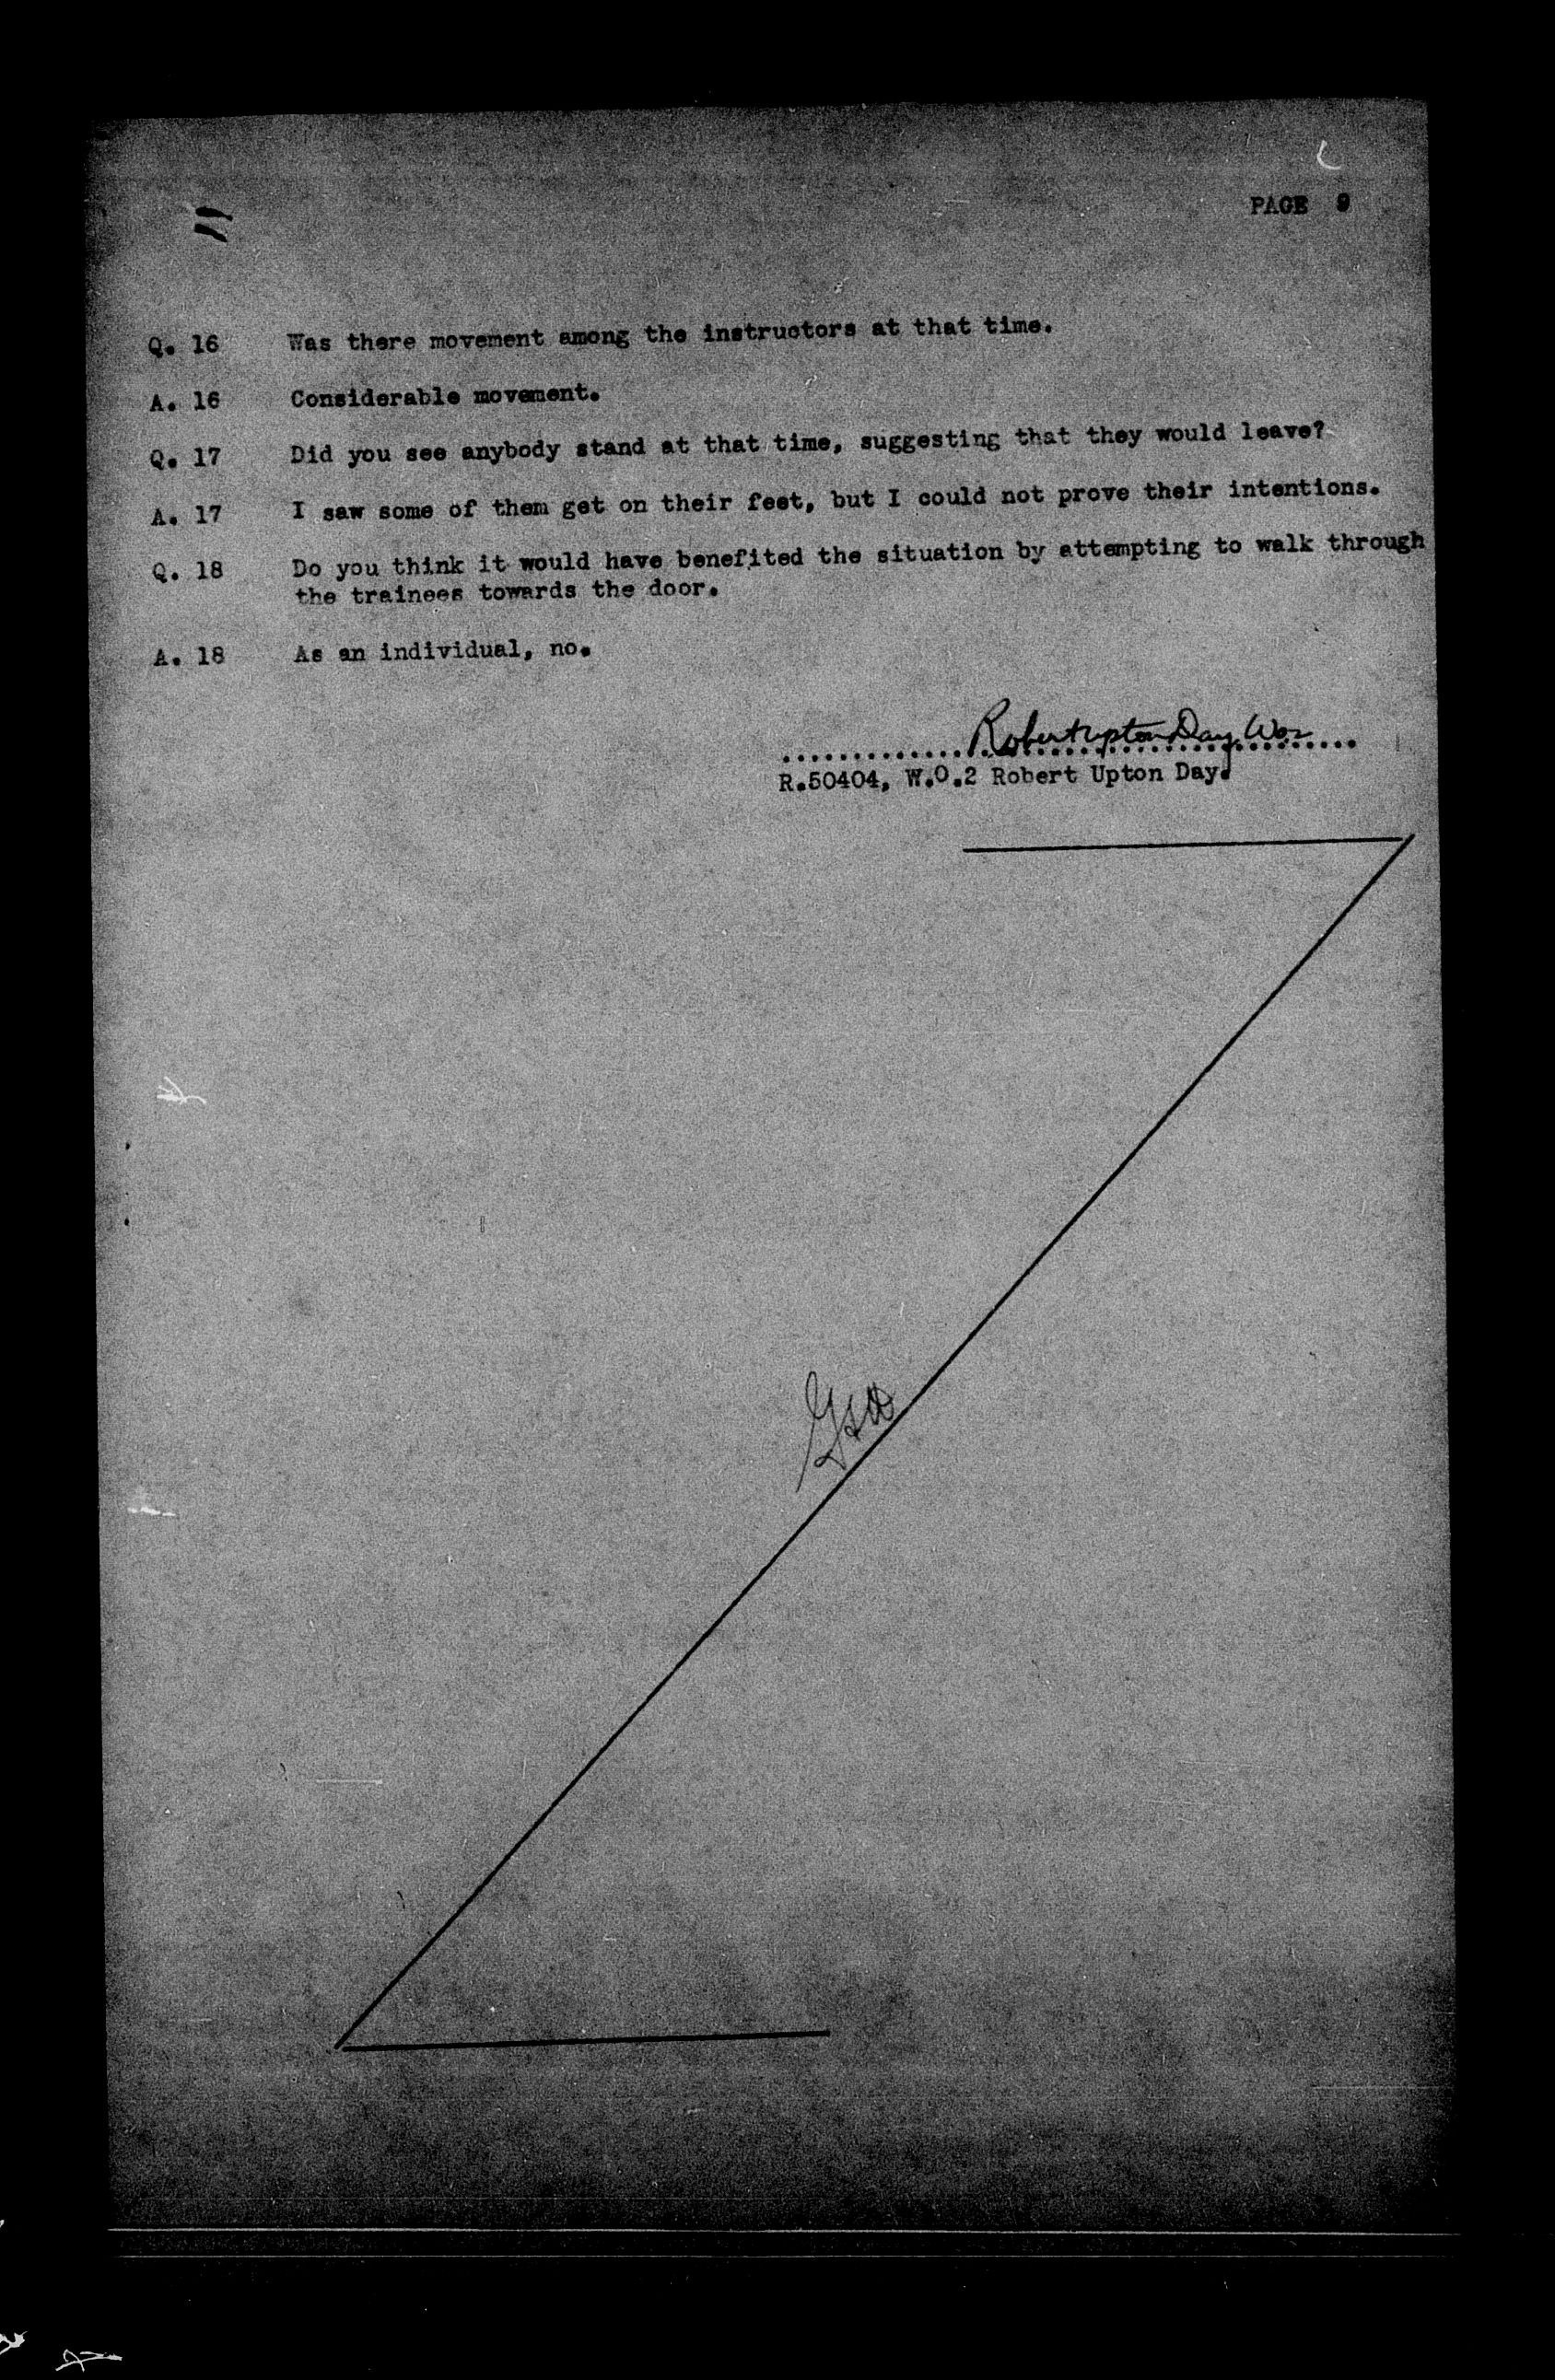 PAGE 9
Q. 16 Was there movement among the instructors at that time.
A. 16 Considerable movement.
Q. 17 Did you see anybody stand at that time, suggesting that they would leave?
A. 17 I saw some of them get on their feet, but I could not prove their intentions.
Q. 18 Do you think it would have benefited the situation by attempting to walk through
the trainees towards the door.
A. 18 As an individual, no.
Robert Upton Day
R.50404, W.O.2 Robert Upton Day.